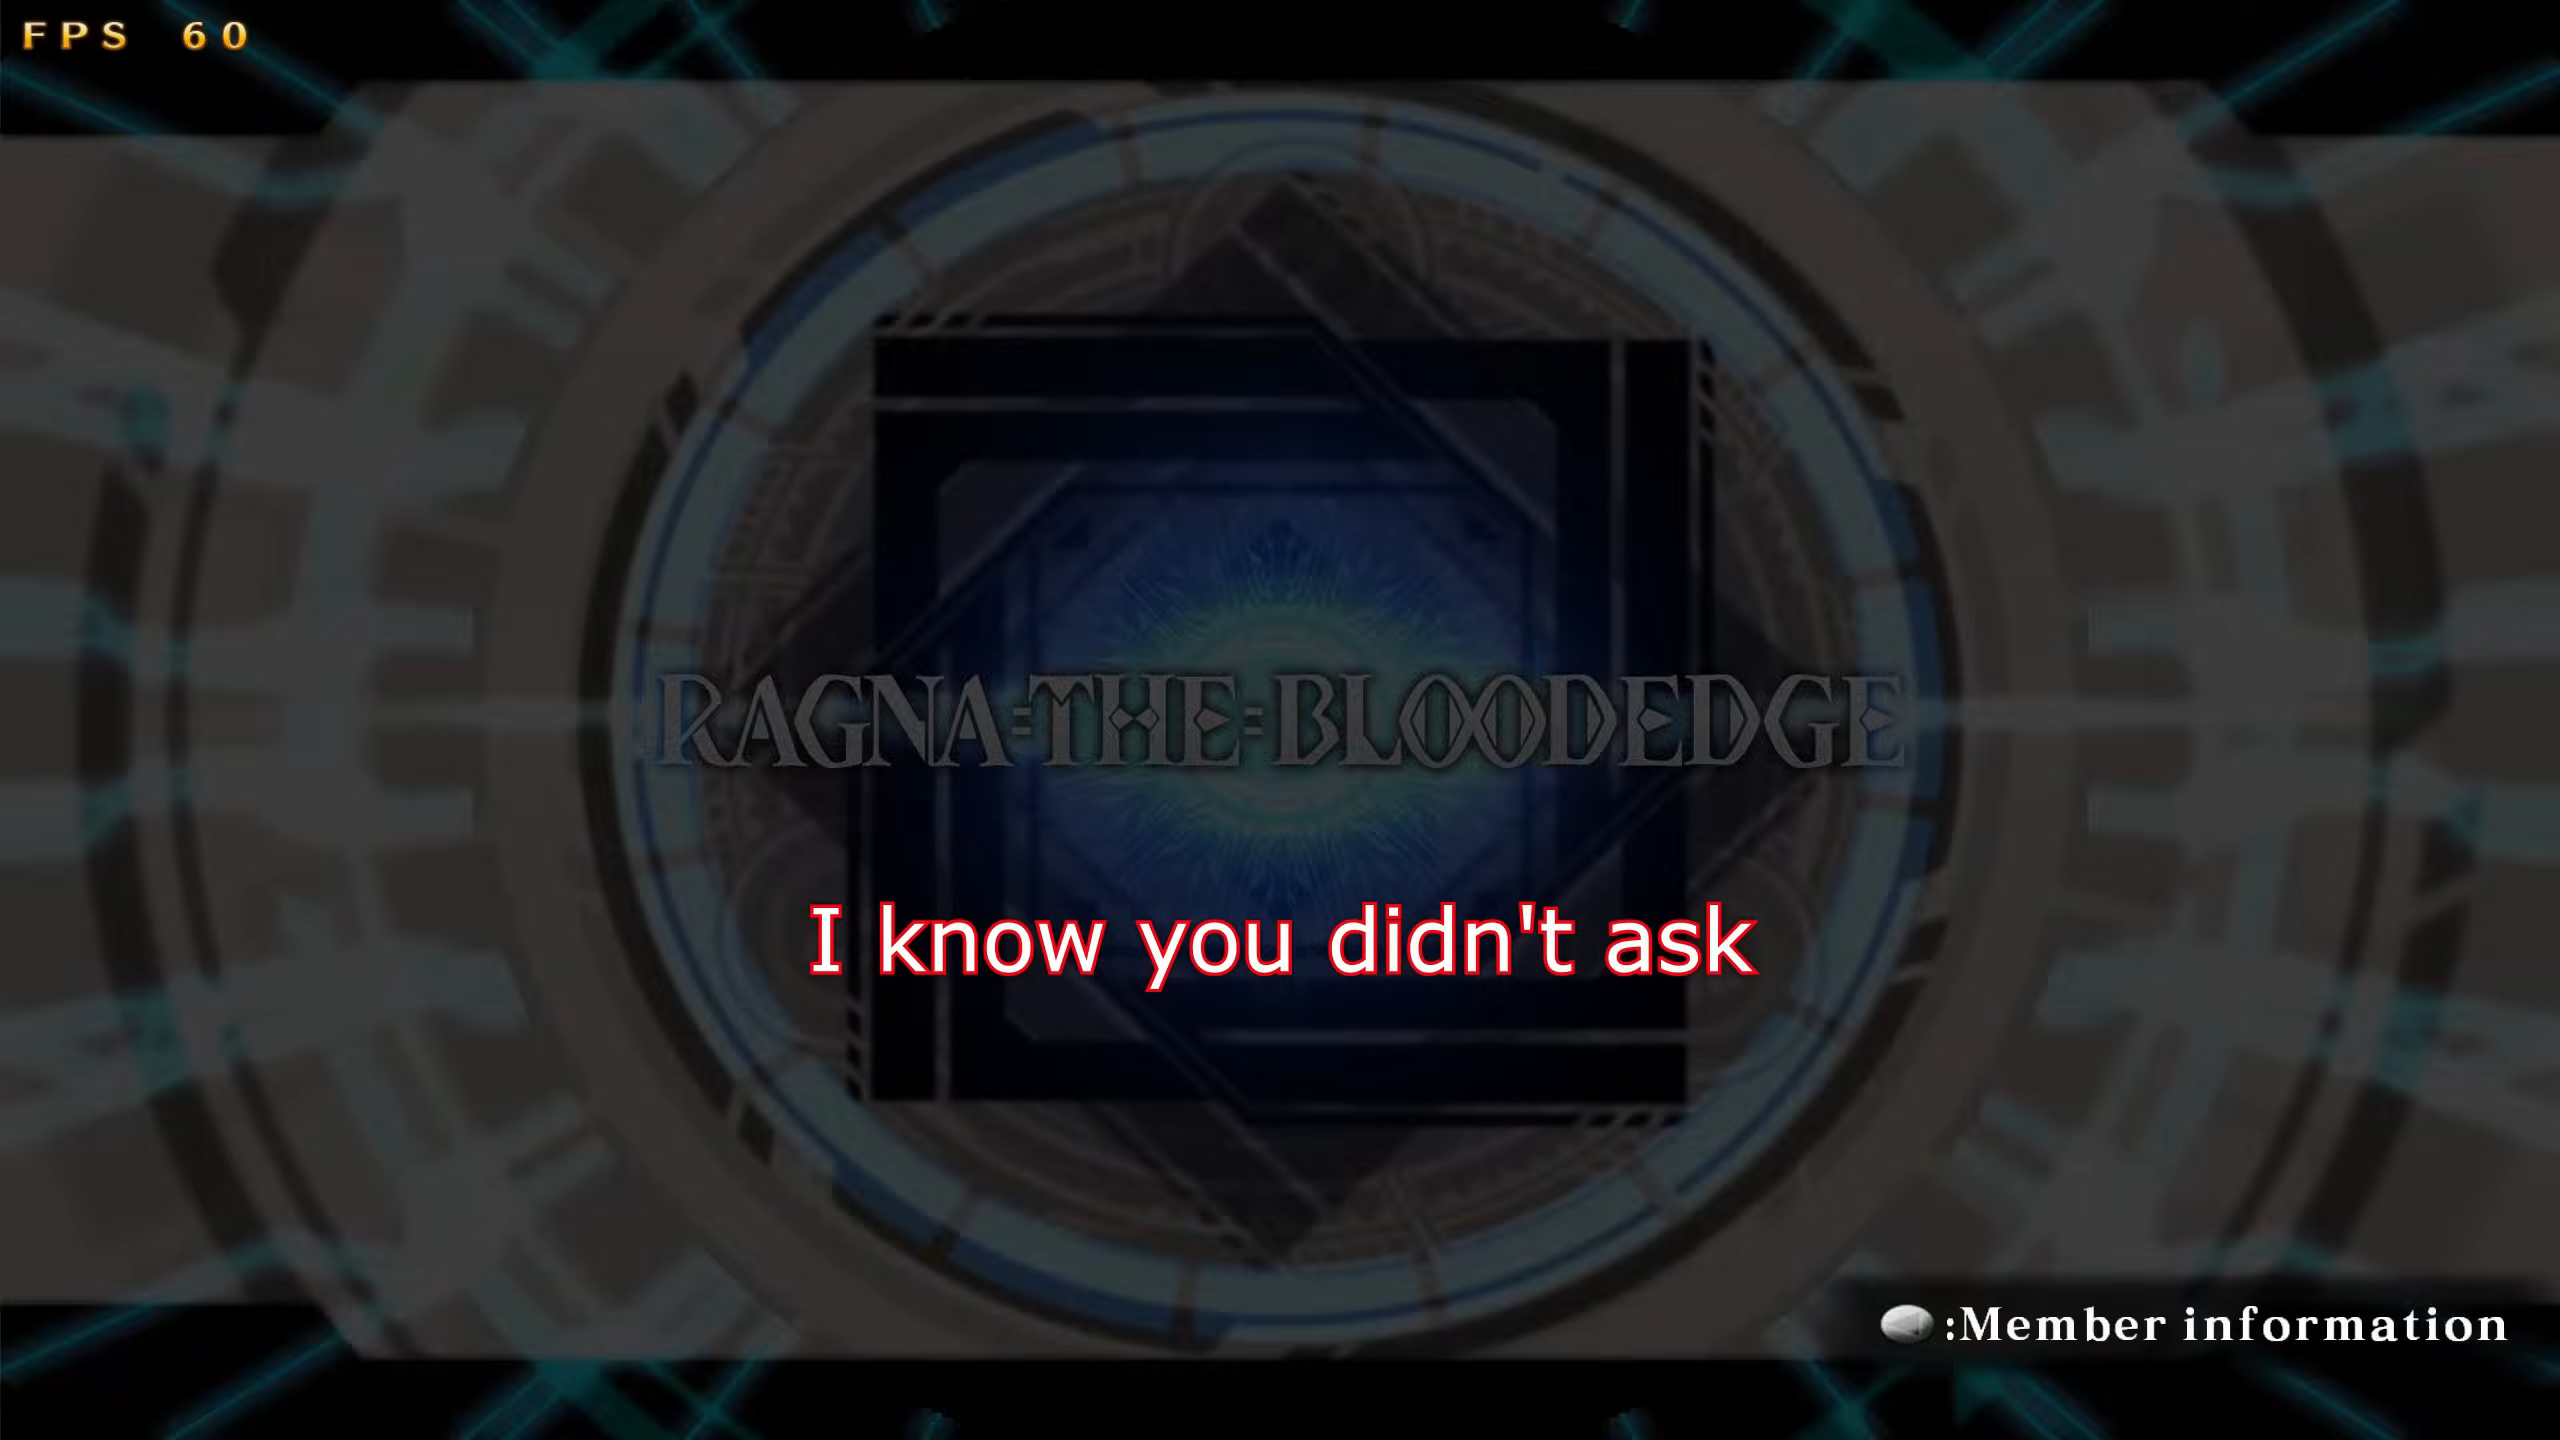 FPS 60
RAGNA:THE:BLOODEDGE
I know you didn't ask
:Member information